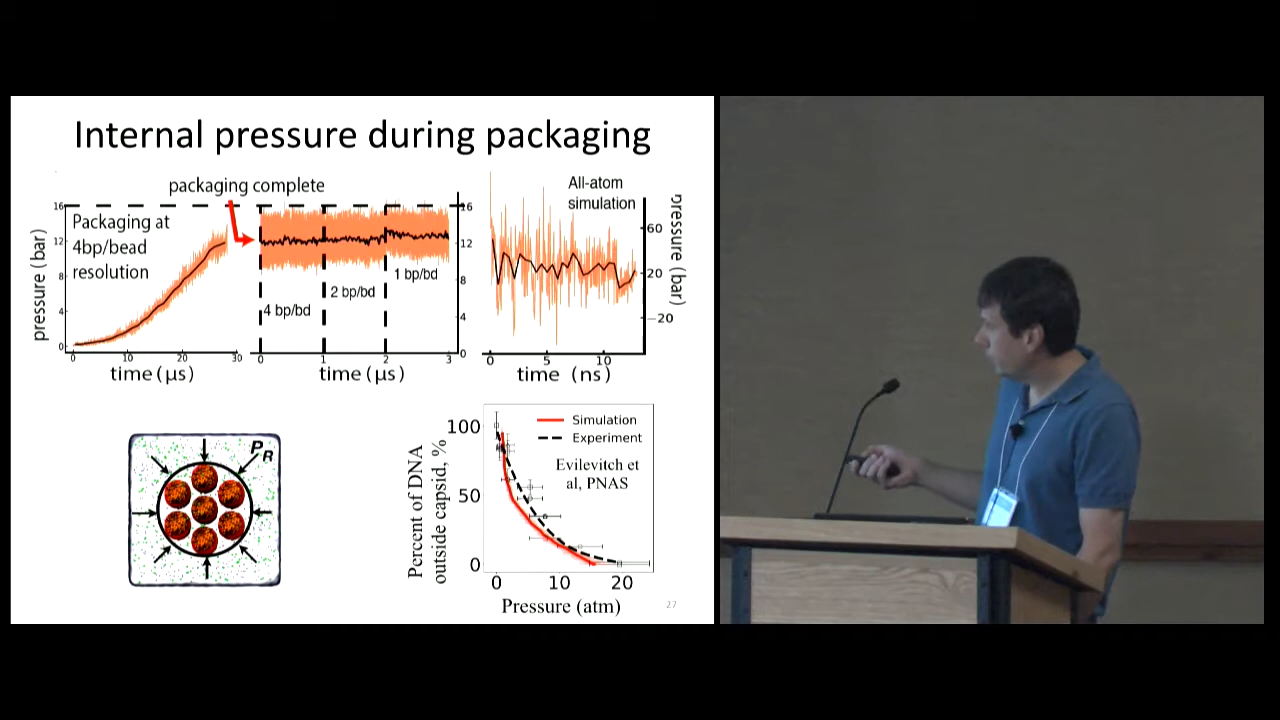 Internal pressure during packaging
packaging complete
pressure (bar)
16
12
8
4
0
Packaging at
4bp/bead
resolution
0
10
20
30
time (μs)
4 bp/bd
2 bp/bd
1 bp/bd
16
12
8
4
0
0
1
2
3
time (μs)
All-atom
simulation
60
20
−20
pressure (bar)
0
5
10
time (ns)
P
R
Percent of DNA
outside capsid, %
100
50
0
Simulation
Experiment
Evilevitch et
al, PNAS
0
10
20
Pressure (atm)
27